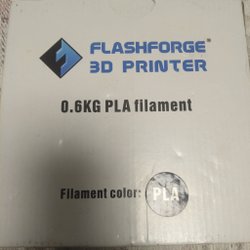 FLASHFORGE®
3D PRINTER
0.6KG PLA filament
Filament color: PLA